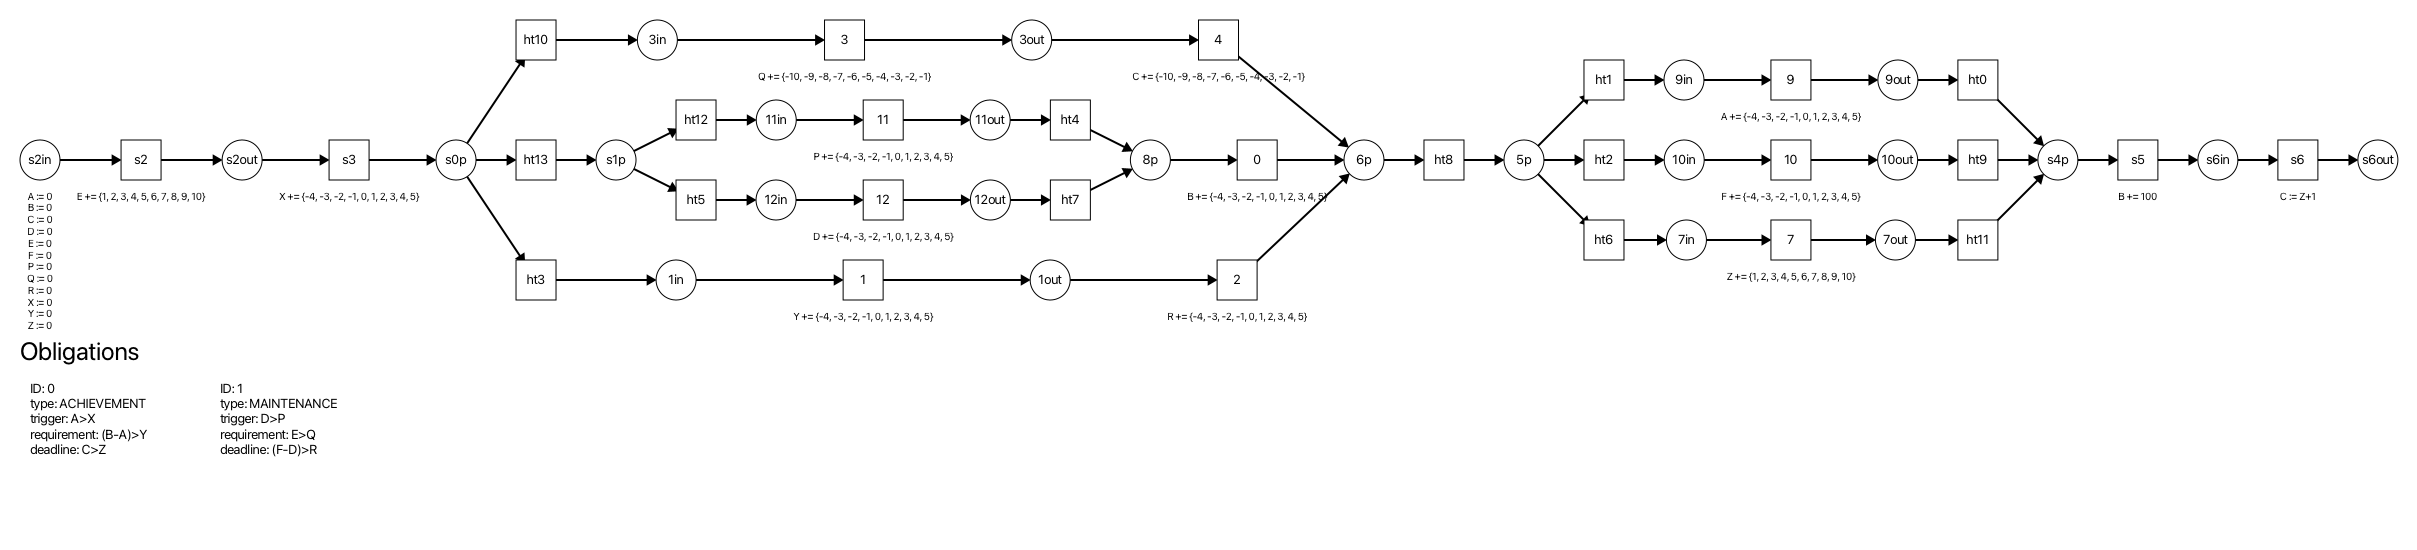 ht10
3in
3
3out
4
Q += {-10, -9, -8, -7, -6, -5, -4, -3, -2, -1}
C += {-10, -9, -8, -7, -6, -5, -4, -3, -2, -1}
ht1
9in
9
9out
ht0
A += {-4, -3, -2, -1, 0, 1, 2, 3, 4, 5}
ht12
11in
11
11out
ht4
P += {-4, -3, -2, -1, 0, 1, 2, 3, 4, 5}
s2in
s2
s2out
s3
s0p
ht13
s1p
8p
0
6p
ht8
5p
ht2
10in
10
10out
ht9
s4p
s5
s6in
s6
s6out
E += {1, 2, 3, 4, 5, 6, 7, 8, 9, 10}
X += {-4, -3, -2, -1, 0, 1, 2, 3, 4, 5}
B += {-4, -3, -2, -1, 0, 1, 2, 3, 4, 5}
F += {-4, -3, -2, -1, 0, 1, 2, 3, 4, 5}
B += 100
C := Z+1
A := 0
B := 0
C := 0
D := 0
E := 0
F := 0
P := 0
Q := 0
R := 0
X := 0
Y := 0
Z := 0
ht5
12in
12
12out
ht7
D += {-4, -3, -2, -1, 0, 1, 2, 3, 4, 5}
ht6
7in
7
7out
ht11
Z += {1, 2, 3, 4, 5, 6, 7, 8, 9, 10}
ht3
1in
1
1out
2
Y += {-4, -3, -2, -1, 0, 1, 2, 3, 4, 5}
R += {-4, -3, -2, -1, 0, 1, 2, 3, 4, 5}
Obligations
ID: 0
type: ACHIEVEMENT
trigger: A>X
requirement: (B-A)>Y
deadline: C>Z
ID: 1
type: MAINTENANCE
trigger: D>P
requirement: E>Q
deadline: (F-D)>R